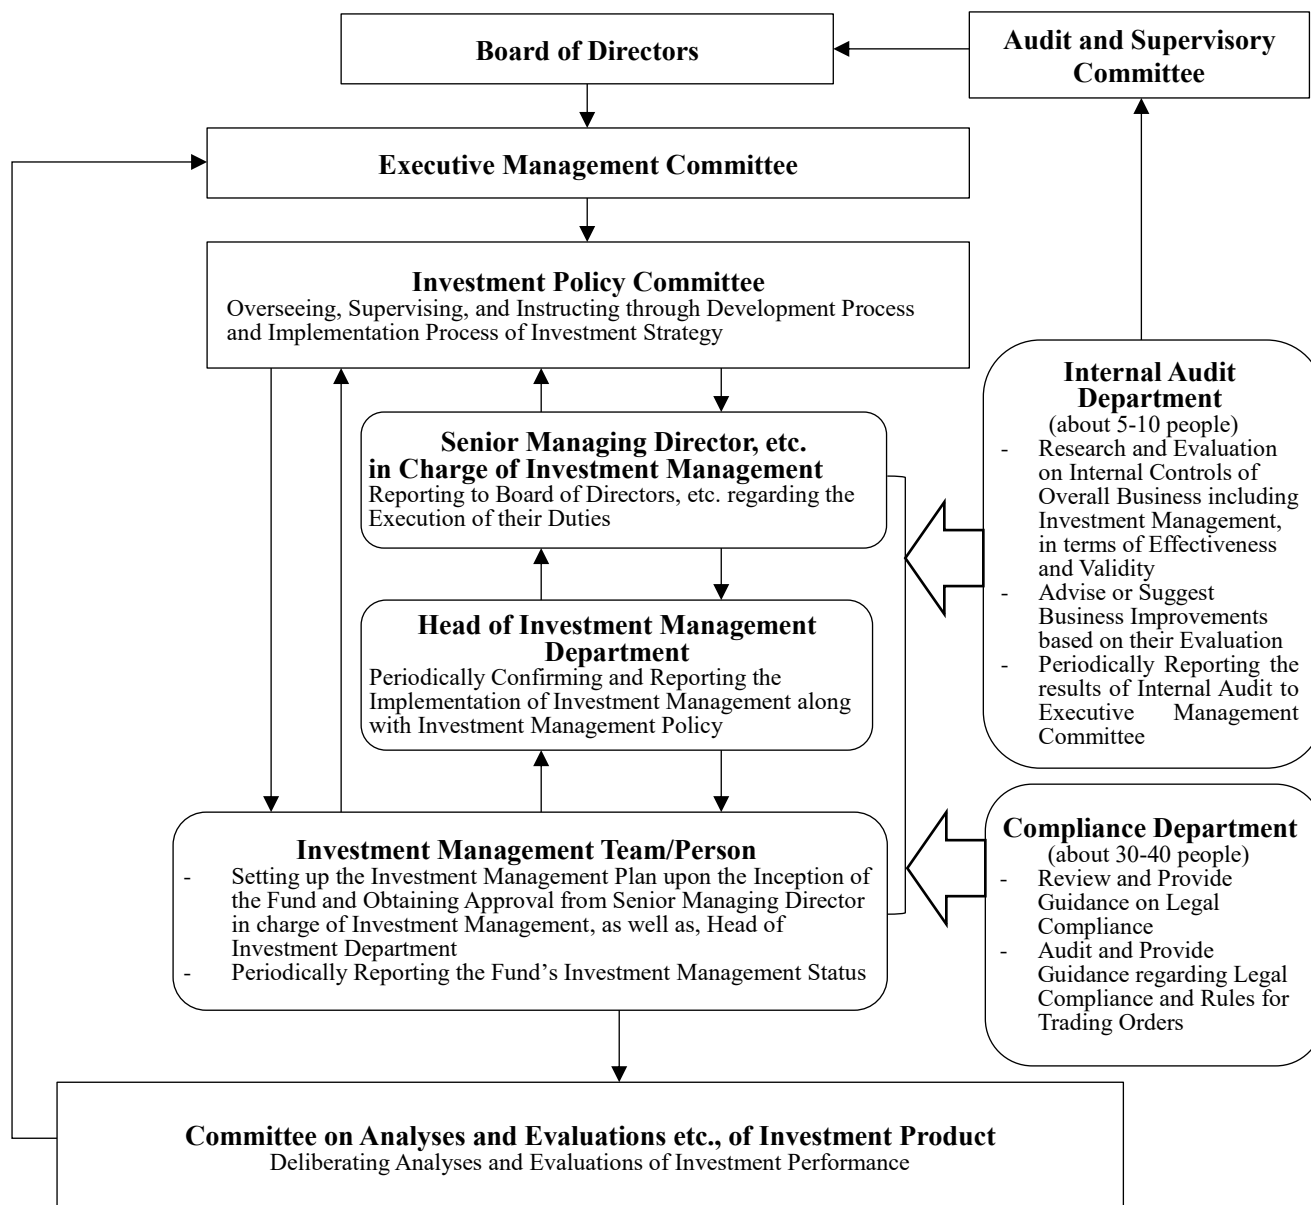 Board of Directors
Audit and Supervisory
Committee
Executive Management Committee
Investment Policy Committee
Overseeing, Supervising, and Instructing through Development Process
and Implementation Process of Investment Strategy
Senior Managing Director, etc.
in Charge of Investment Management
Reporting to Board of Directors, etc. regarding the
Execution of their Duties
Head of Investment Management
Department
Periodically Confirming and Reporting the
Implementation of Investment Management along
with Investment Management Policy
Investment Management Team/Person
- Setting up the Investment Management Plan upon the Inception of
the Fund and Obtaining Approval from Senior Managing Director
in charge of Investment Management, as well as, Head of
Investment Department
- Periodically Reporting the Fund’s Investment Management Status
Internal Audit
Department
(about 5-10 people)
- Research and Evaluation
on Internal Controls of
Overall Business including
Investment Management,
in terms of Effectiveness
and Validity
- Advise or Suggest
Business Improvements
based on their Evaluation
- Periodically Reporting the
results of Internal Audit to
Executive Management
Committee
Compliance Department
(about 30-40 people)
- Review and Provide
Guidance on Legal
Compliance
- Audit and Provide
Guidance regarding Legal
Compliance and Rules for
Trading Orders
Committee on Analyses and Evaluations etc., of Investment Product
Deliberating Analyses and Evaluations of Investment Performance